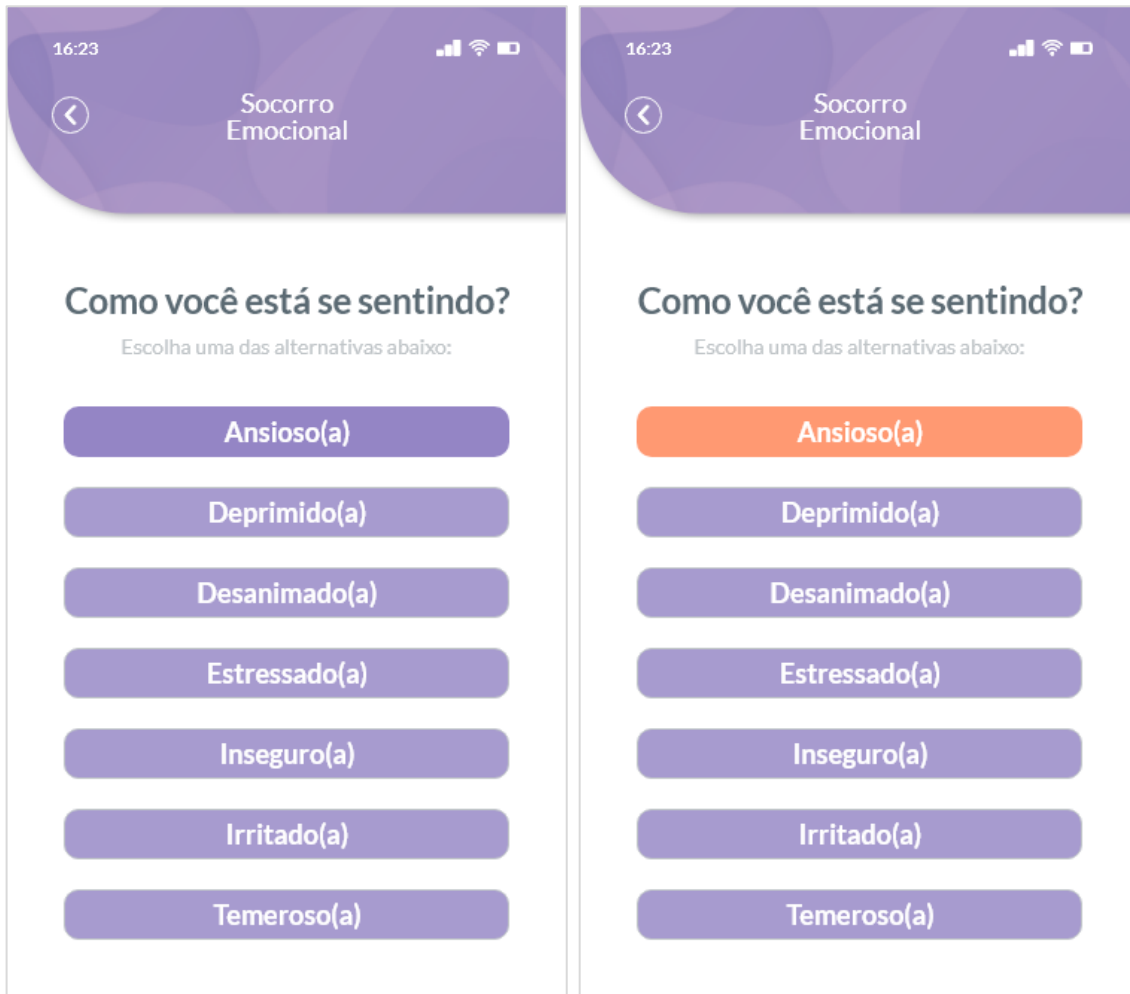 16:23
Socorro
Emocional
Como você está se sentindo?
Escolha uma das alternativas abaixo:
Ansioso(a)
Deprimido(a)
Desanimado(a)
Estressado(a)
Inseguro(a)
Irritado(a)
Temeroso(a)
16:23
Socorro
Emocional
Como você está se sentindo?
Escolha uma das alternativas abaixo:
Ansioso(a)
Deprimido(a)
Desanimado(a)
Estressado(a)
Inseguro(a)
Irritado(a)
Temeroso(a)